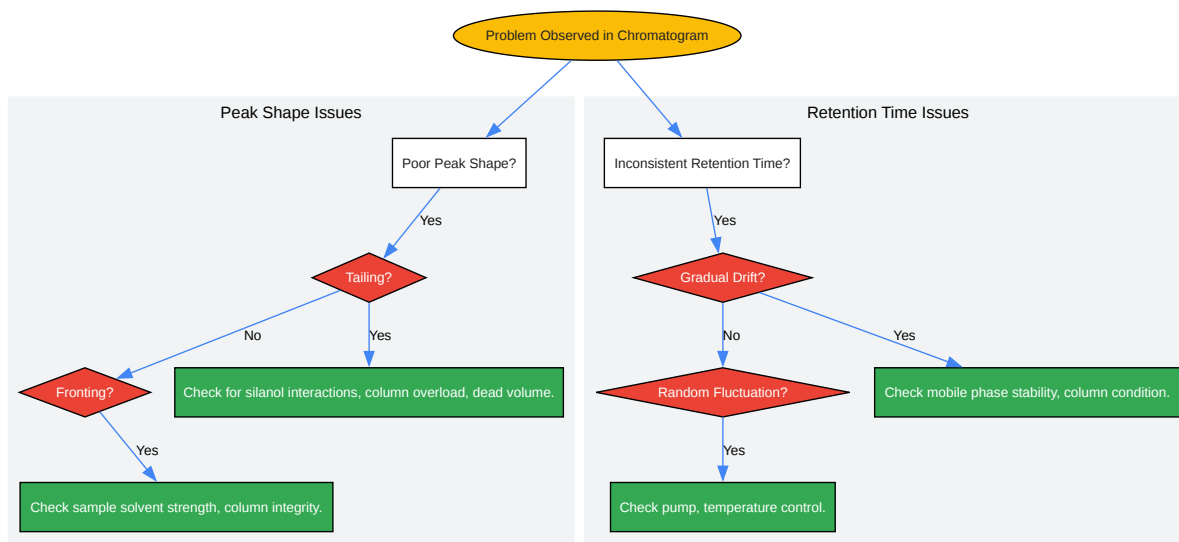 Problem Observed in Chromatogram
Peak Shape Issues
Retention Time Issues
Poor Peak Shape?
Inconsistent Retention Time?
Yes
Yes
Tailing?
Gradual Drift?
No
Yes
No
Yes
Fronting?
Check for silanol interactions, column overload, dead volume.
Random Fluctuation?
Check mobile phase stability, column condition.
Yes
Yes
Check sample solvent strength, column integrity.
Check pump, temperature control.